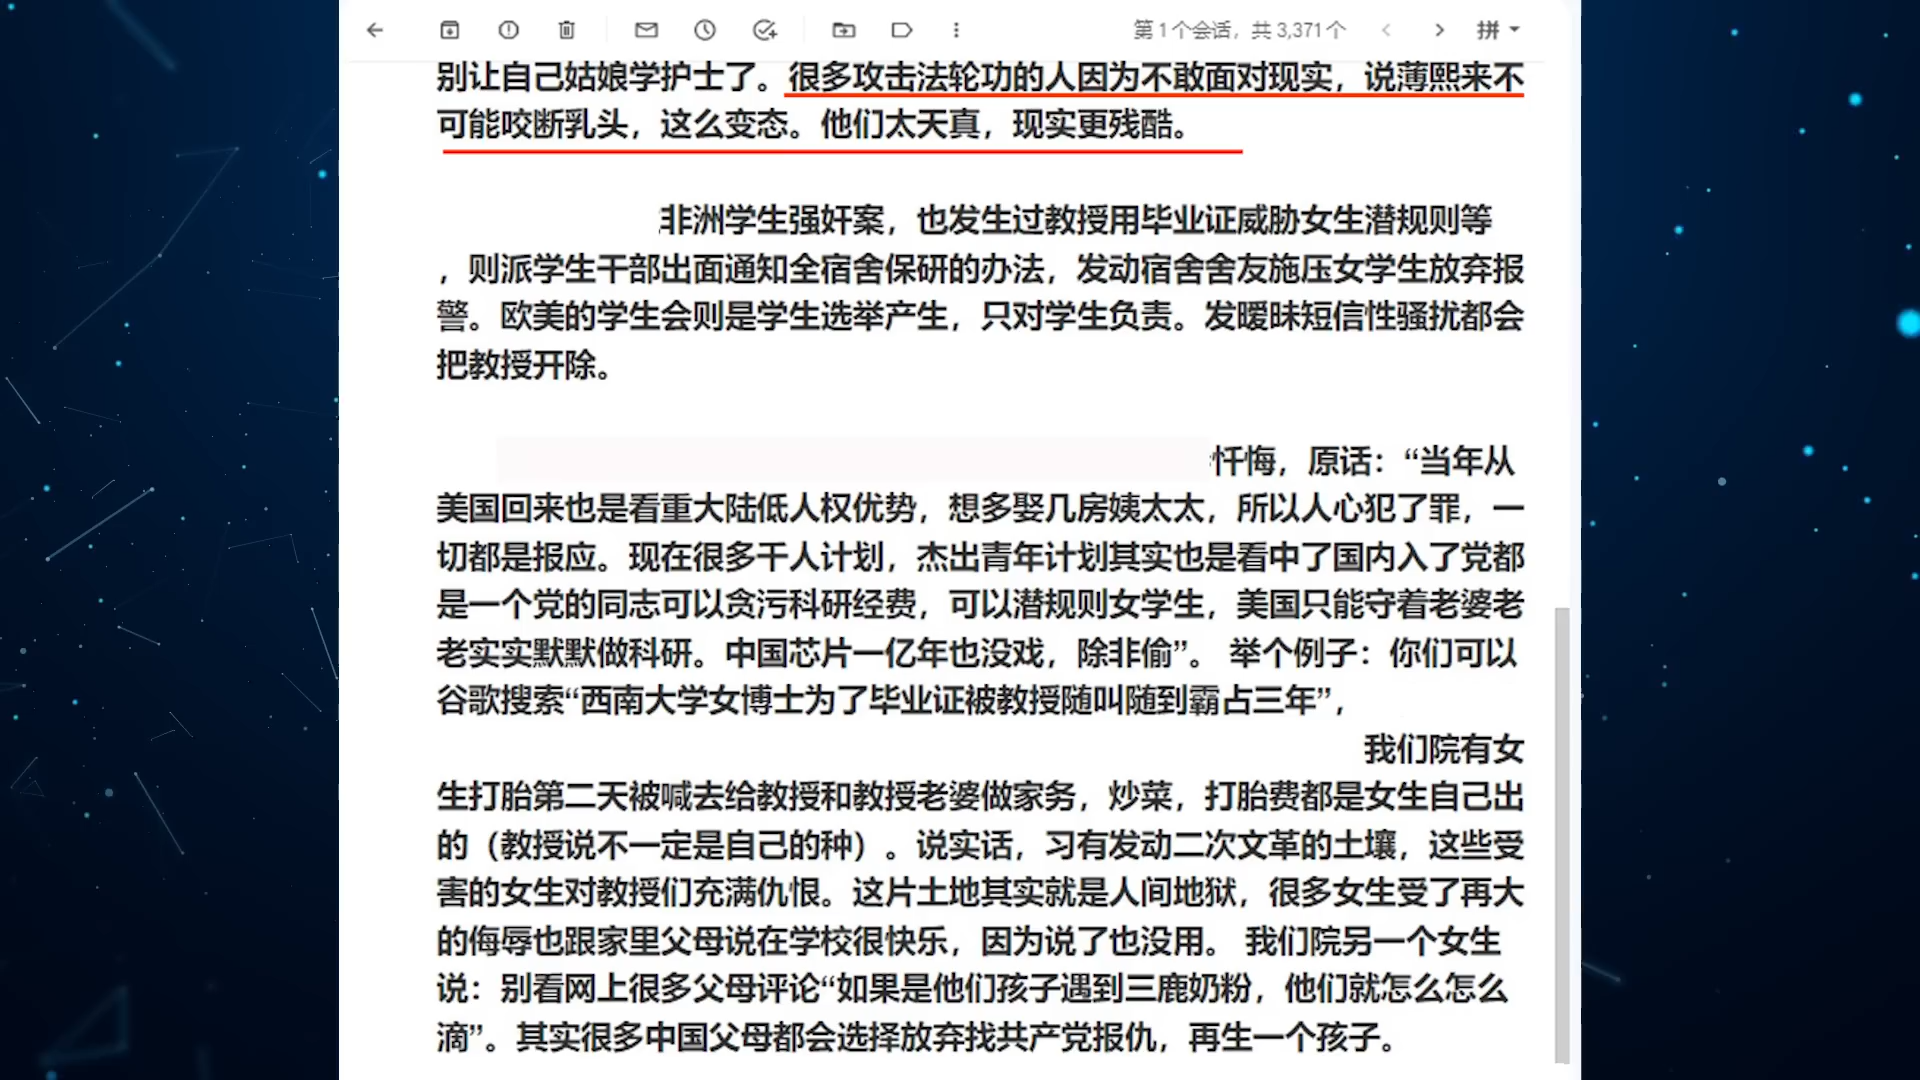 第 1 个会话，共 3,371 个
拼
别让自己姑娘学护士了。很多攻击法轮功的人因为不敢面对现实，说薄熙来不
可能咬断乳头，这么变态。他们太天真，现实更残酷。
非洲学生强奸案，也发生过教授用毕业证威胁女生潜规则等
，则派学生干部出面通知全宿舍保研的办法，发动宿舍舍友施压女学生放弃报
警。欧美的学生会则是学生选举产生，只对学生负责。发暧昧短信性骚扰都会
把教授开除。
忏悔，原话：“当年从
美国回来也是看重大陆低人权优势，想多娶几房姨太太，所以人心犯了罪，一
切都是报应。现在很多千人计划，杰出青年计划其实也是看中了国内入了党都
是一个党的同志可以贪污科研经费，可以潜规则女学生，美国只能守着老婆老
老实实默默做科研。中国芯片一亿年也没戏，除非偷”。 举个例子：你们可以
谷歌搜索“西南大学女博士为了毕业证被教授随叫随到霸占三年”，
我们院有女
生打胎第二天被喊去给教授和教授老婆做家务，炒菜，打胎费都是女生自己出
的（教授说不一定是自己的种）。说实话，习有发动二次文革的土壤，这些受
害的女生对教授们充满仇恨。这片土地其实就是人间地狱，很多女生受了再大
的侮辱也跟家里父母说在学校很快乐，因为说了也没用。 我们院另一个女生
说：别看网上很多父母评论“如果是他们孩子遇到三鹿奶粉，他们就怎么怎么
滴”。其实很多中国父母都会选择放弃找共产党报仇，再生一个孩子。